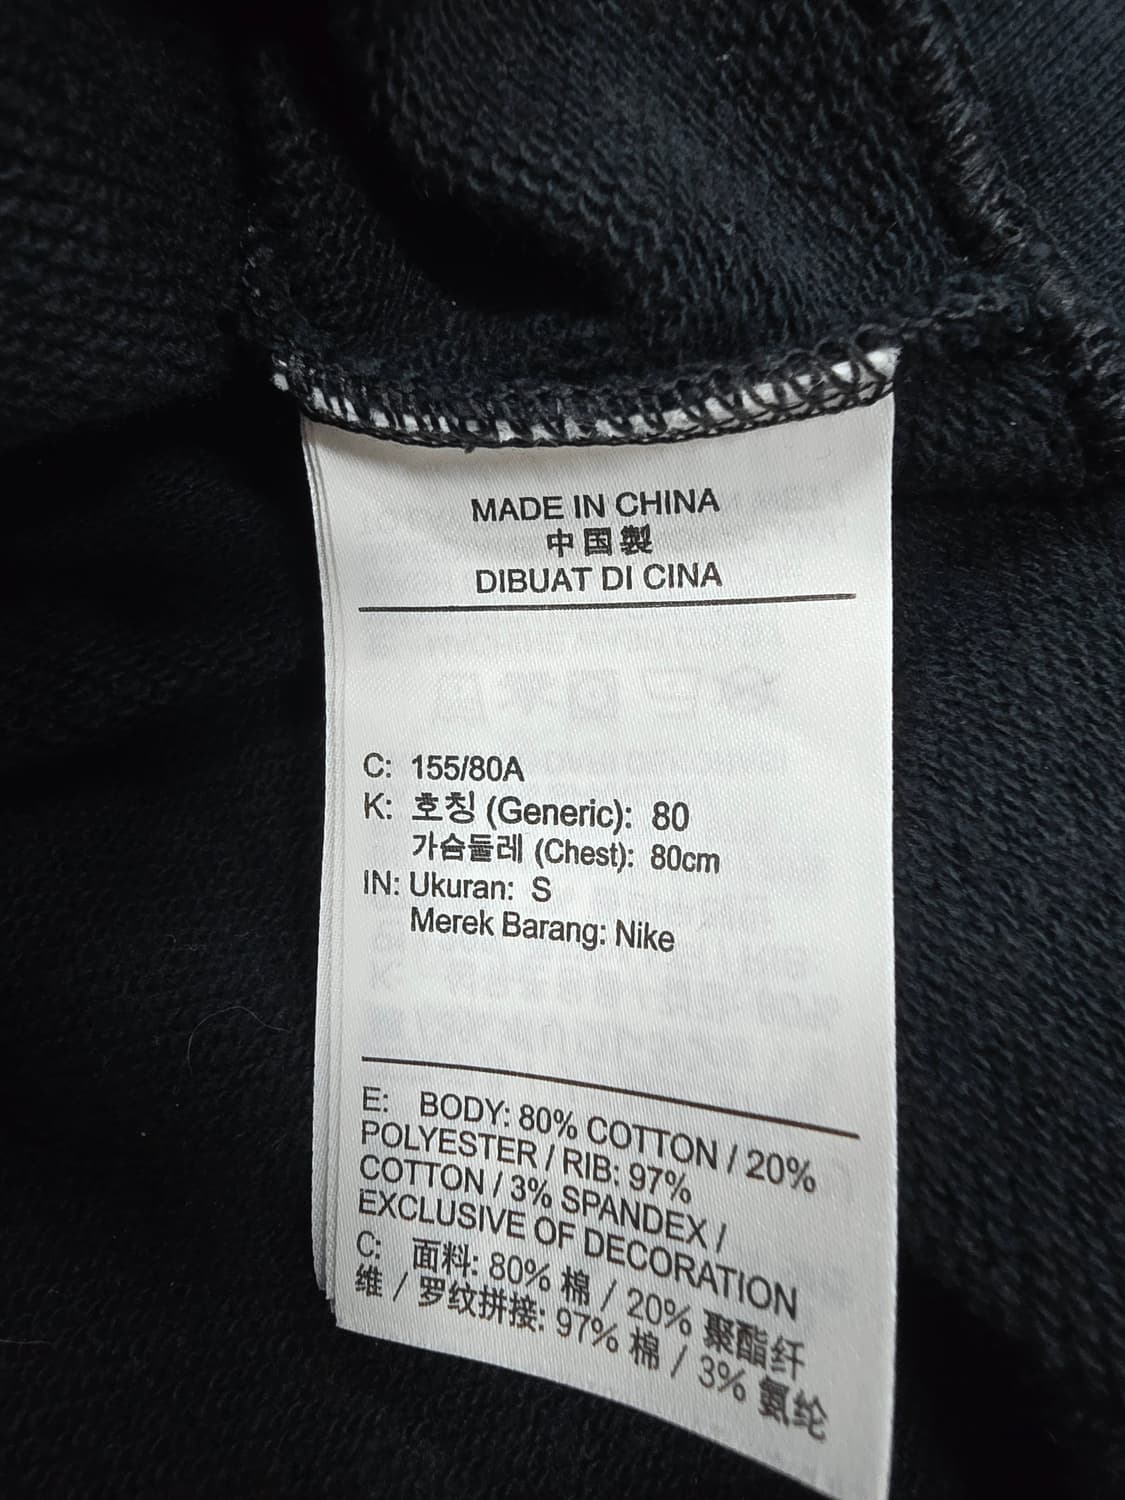 MADE IN CHINA
中国製
DIBUAT DI CINA
C: 155/80A
K: 호칭 (Generic): 80
가슴둘레 (Chest): 80cm
IN: Ukuran: S
Merek Barang: Nike
E: BODY: 80% COTTON / 20%
POLYESTER / RIB: 97%
COTTON / 3% SPANDEX /
EXCLUSIVE OF DECORATION
C: 面料: 80% 棉 / 20% 聚酯纤
维 / 罗纹拼接: 97% 棉 / 3% 氨纶